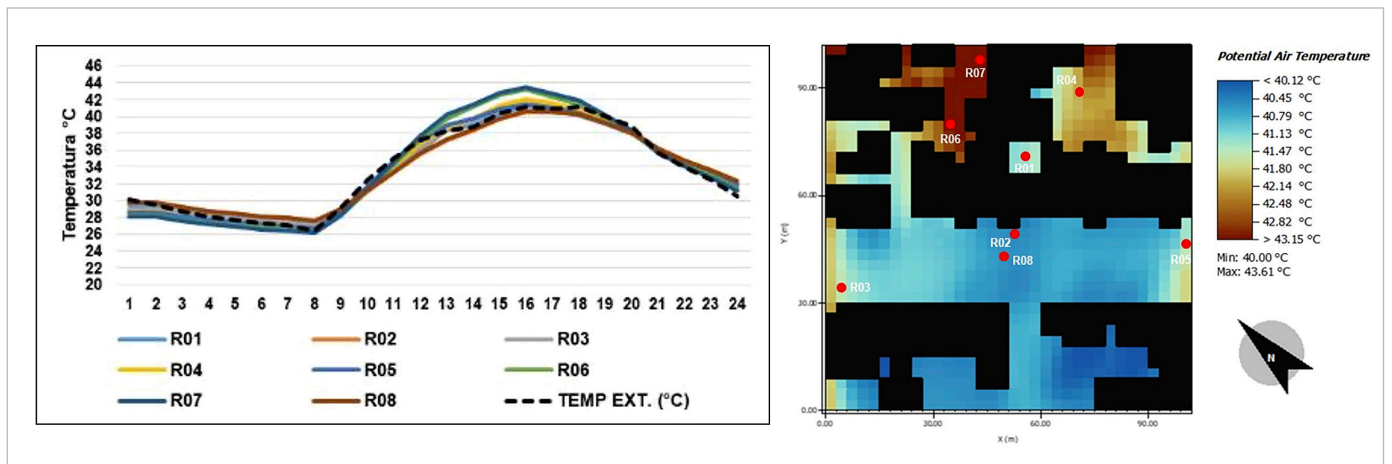 Temperatura °C
46
44
42
40
38
36
34
32
30
28
26
24
22
20
1 2 3 4 5 6 7 8 9 10 11 12 13 14 15 16 17 18 19 20 21 22 23 24
R01 R02 R03
R04 R05 R06
R07 R08 TEMP EXT. (°C)
Y (m)
90.00
60.00
30.00
0.00
0.00 30.00 60.00 90.00
X (m)
R07
R04
R06
R01
R02
R08
R05
R03
Potential Air Temperature
< 40.12 °C
40.45 °C
40.79 °C
41.13 °C
41.47 °C
41.80 °C
42.14 °C
42.48 °C
42.82 °C
> 43.15 °C
Min: 40.00 °C
Max: 43.61 °C
N